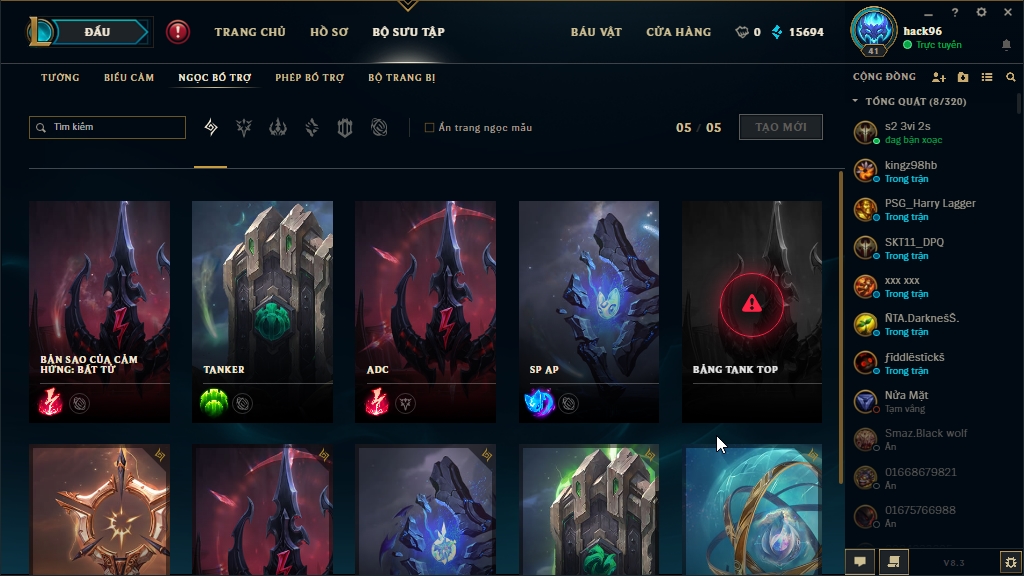 ĐẤU
TRANG CHỦ
HỒ SƠ
BỘ SƯU TẬP
BÁU VẬT
CỬA HÀNG
0
15694
41
hack96
Trực tuyến
TƯỚNG
BIỂU CẢM
NGỌC BỔ TRỢ
PHÉP BỔ TRỢ
BỘ TRANG BỊ
CỘNG ĐỒNG
TỔNG QUÁT (8/320)
Tìm kiếm
Ẩn trang ngọc mẫu
05 / 05
TẠO MỚI
BẢN SAO CỦA CẢM
HỨNG: BẤT TỬ
TANKER
ADC
SP AP
BẢNG TANK TOP
s2 3vi 2s
đag bận xoạc
kingz98hb
Trong trận
PSG_Harry Lagger
Trong trận
SKT11_DPQ
Trong trận
xxx xxx
Trong trận
ÑTA.DarknešŠ.
Trong trận
ƒïddlêstïckš
Trong trận
Nửa Mặt
Tạm vắng
Smaz.Black wolf
Ẩn
01668679821
Ẩn
01675766988
Ẩn
V8.3